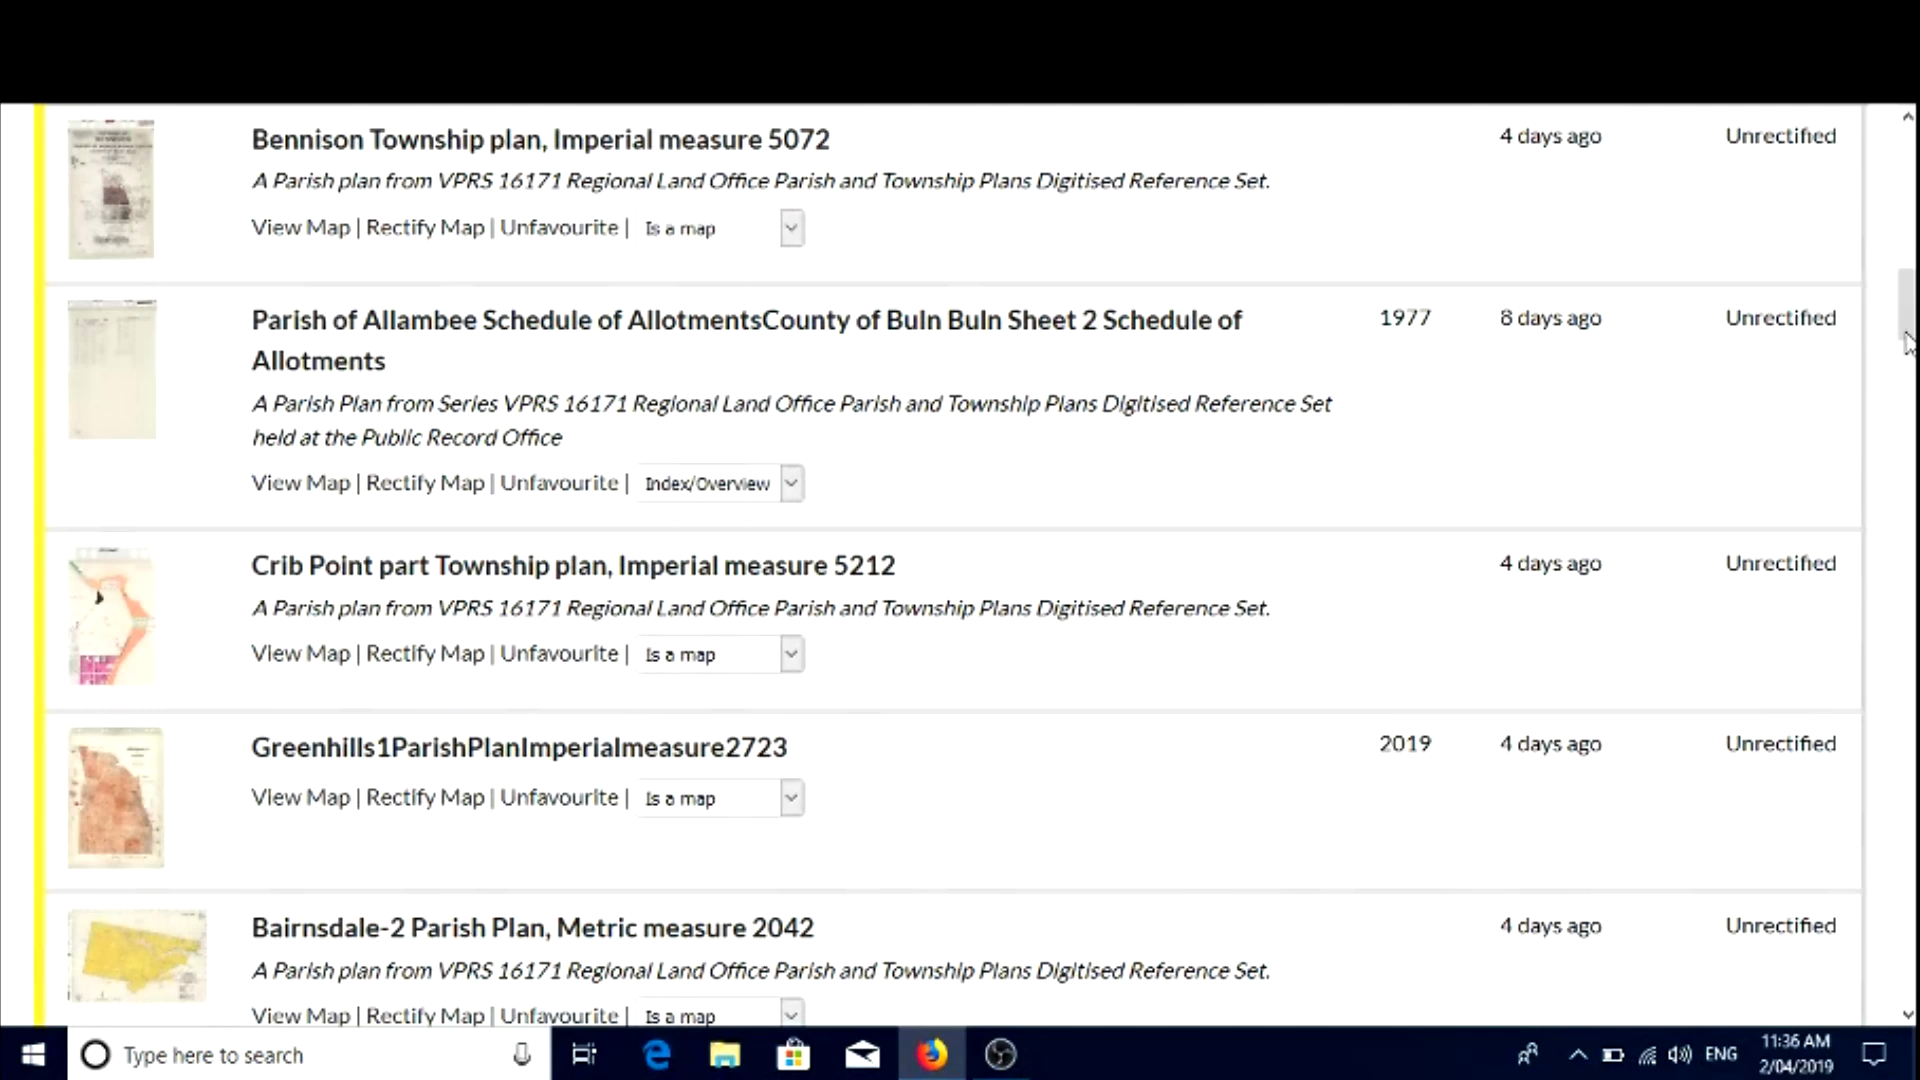 Bennison Township plan, Imperial measure 5072
4 days ago
Unrectified
A Parish plan from VPRS 16171 Regional Land Office Parish and Township Plans Digitised Reference Set.
View Map | Rectify Map | Unfavourite | Is a map
Parish of Allambee Schedule of AllotmentsCounty of Buln Buln Sheet 2 Schedule of
Allotments
1977
8 days ago
Unrectified
A Parish Plan from Series VPRS 16171 Regional Land Office Parish and Township Plans Digitised Reference Set
held at the Public Record Office
View Map | Rectify Map | Unfavourite | Index/Overview
Crib Point part Township plan, Imperial measure 5212
4 days ago
Unrectified
A Parish plan from VPRS 16171 Regional Land Office Parish and Township Plans Digitised Reference Set.
View Map | Rectify Map | Unfavourite | Is a map
Greenhills1ParishPlanImperialmeasure2723
2019
4 days ago
Unrectified
View Map | Rectify Map | Unfavourite | Is a map
Bairnsdale-2 Parish Plan, Metric measure 2042
4 days ago
Unrectified
A Parish plan from VPRS 16171 Regional Land Office Parish and Township Plans Digitised Reference Set.
View Map | Rectify Map | Unfavourite | Is a map
Type here to search
ENG
11:36 AM
2/04/2019